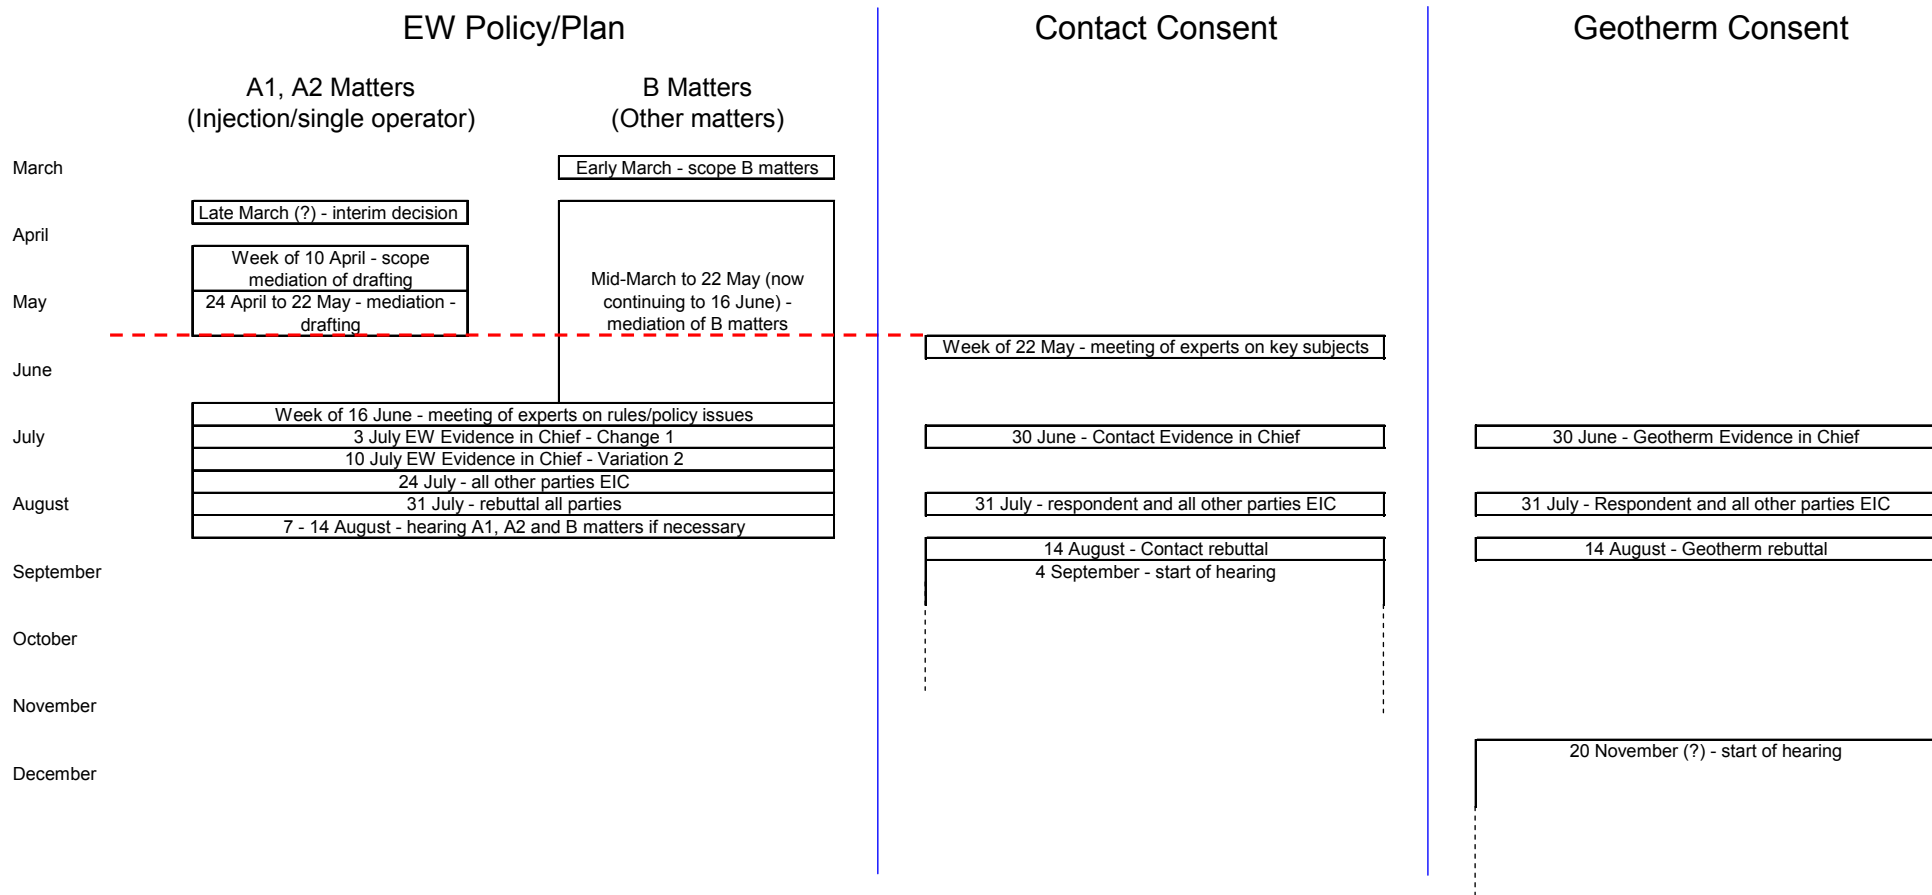 EW Policy/Plan
Contact Consent
Geotherm Consent
A1, A2 Matters
(Injection/single operator)
B Matters
(Other matters)
March
Early March - scope B matters
Late March (?) - interim decision
April
Week of 10 April - scope
mediation of drafting
May
24 April to 22 May - mediation -
drafting
Mid-March to 22 May (now
continuing to 16 June) -
mediation of B matters
Week of 22 May - meeting of experts on key subjects
June
Week of 16 June - meeting of experts on rules/policy issues
July
3 July EW Evidence in Chief - Change 1
30 June - Contact Evidence in Chief
30 June - Geotherm Evidence in Chief
10 July EW Evidence in Chief - Variation 2
24 July - all other parties EIC
August
31 July - rebuttal all parties
31 July - respondent and all other parties EIC
31 July - Respondent and all other parties EIC
7 - 14 August - hearing A1, A2 and B matters if necessary
14 August - Contact rebuttal
14 August - Geotherm rebuttal
September
4 September - start of hearing
October
November
20 November (?) - start of hearing
December